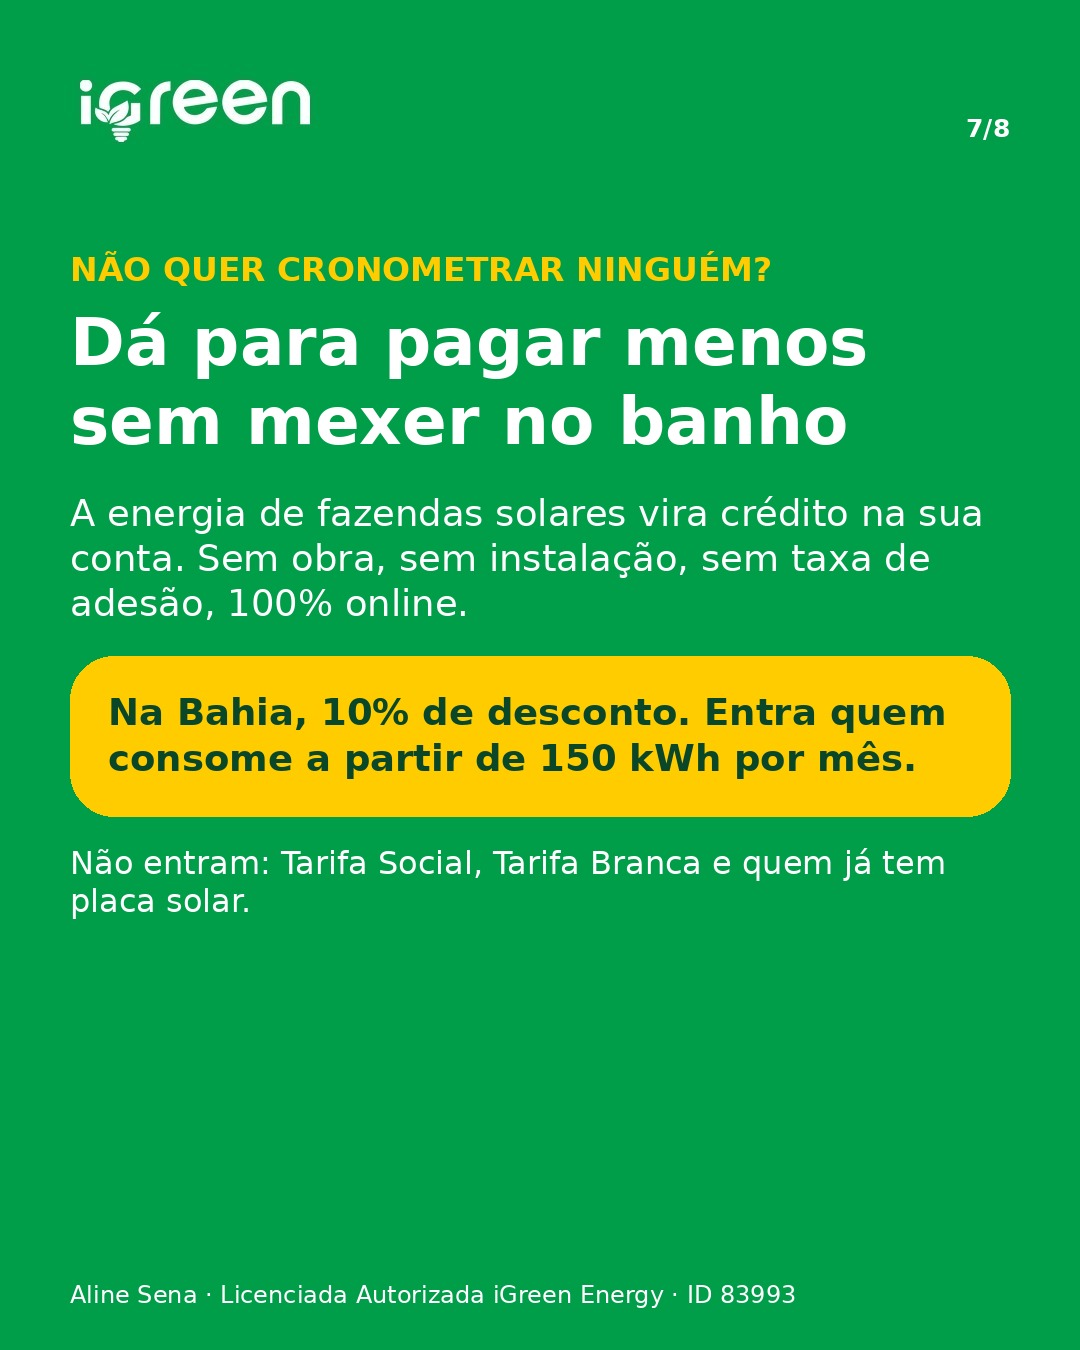 iGreen
7/8
NÃO QUER CRONOMETRAR NINGUÉM?
Dá para pagar menos
sem mexer no banho
A energia de fazendas solares vira crédito na sua
conta. Sem obra, sem instalação, sem taxa de
adesão, 100% online.
Na Bahia, 10% de desconto. Entra quem
consome a partir de 150 kWh por mês.
Não entram: Tarifa Social, Tarifa Branca e quem já tem
placa solar.
Aline Sena · Licenciada Autorizada iGreen Energy · ID 83993